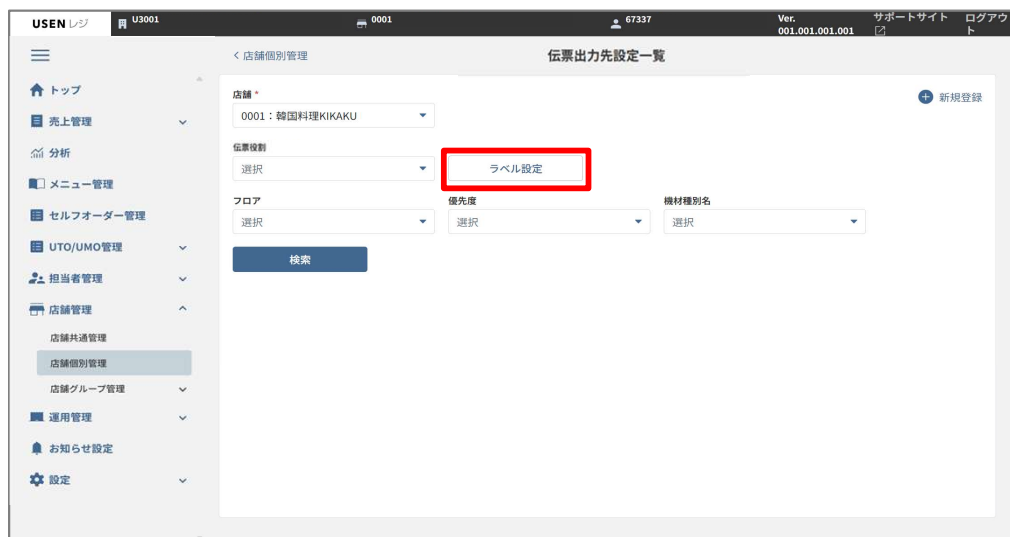 USEN レジ U3001 0001 67337 Ver. 001.001.001.001 サポートサイト ログアウト
< 店舗個別管理 伝票出力先設定一覧
トップ
売上管理
分析
メニュー管理
セルフオーダー管理
UTO/UMO管理
担当者管理
店舗管理
店舗共通管理
店舗個別管理
店舗グループ管理
運用管理
お知らせ設定
設定
店舗 *
新規登録
0001：韓国料理KIKAKU
伝票役割
選択 ラベル設定
フロア 優先度 機材種別名
選択 選択 選択
検索